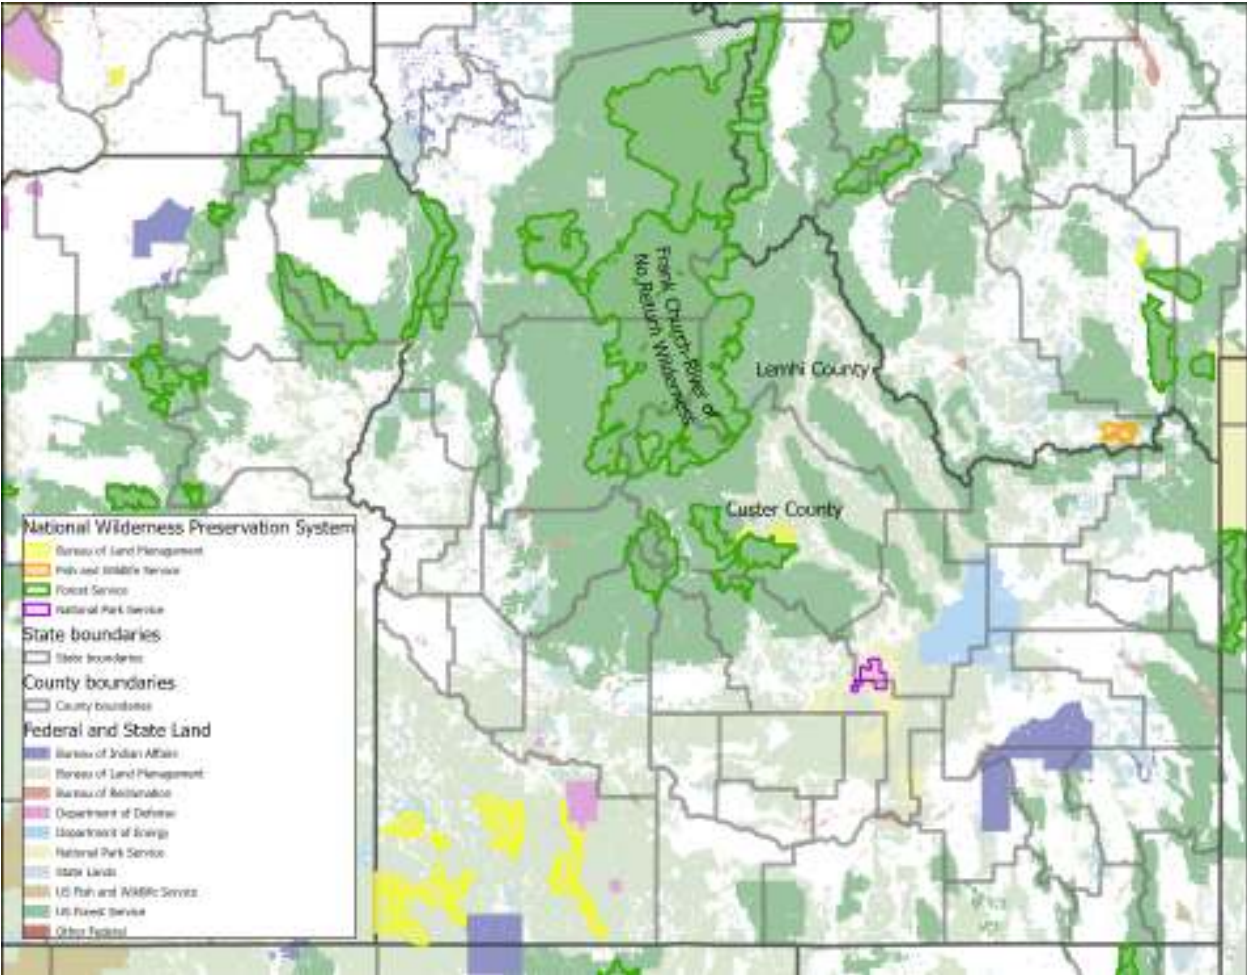 Frank Church-River of
No Return Wilderness
Lemhi County
Custer County
National Wilderness Preservation System
Bureau of Land Management
Fish and Wildlife Service
Forest Service
National Park Service
State boundaries
State boundaries
County boundaries
County boundaries
Federal and State Land
Bureau of Indian Affairs
Bureau of Land Management
Bureau of Reclamation
Department of Defense
Department of Energy
National Park Service
State Lands
US Fish and Wildlife Service
US Forest Service
Other Federal